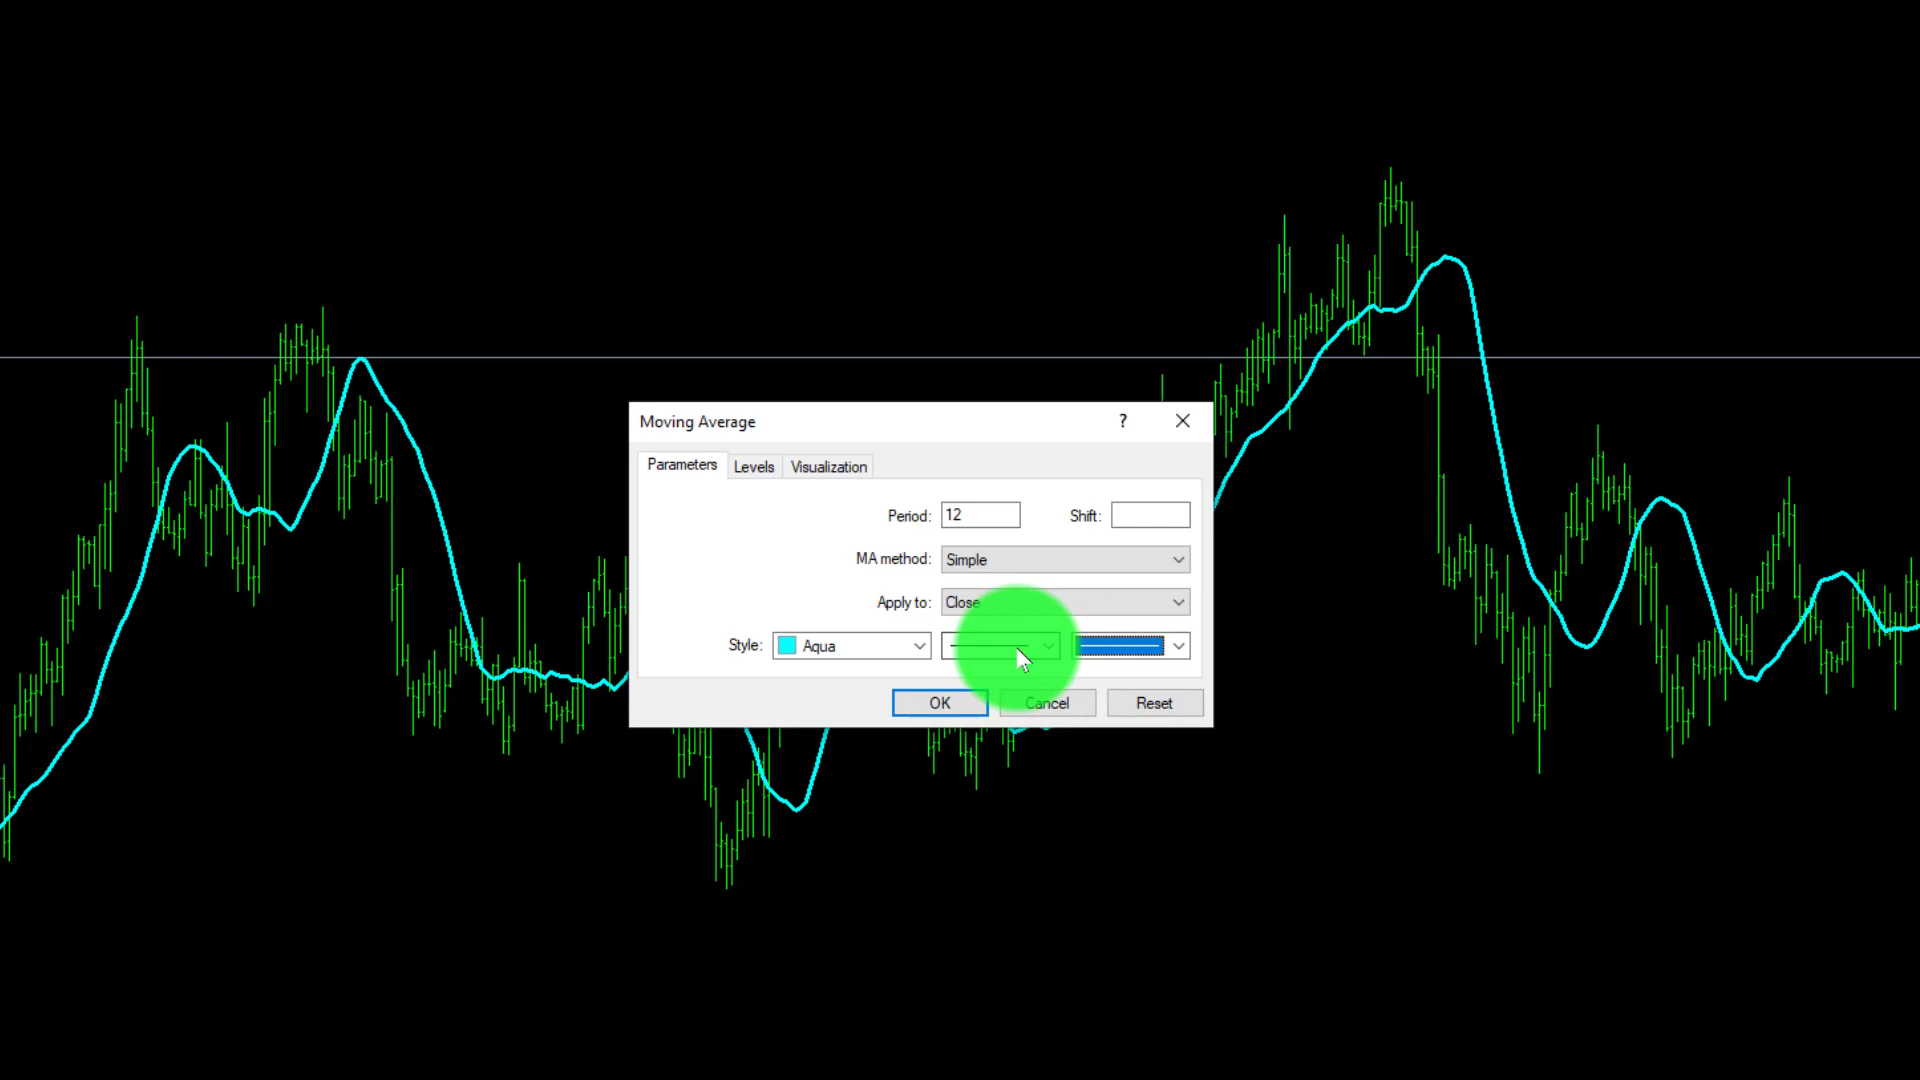 Moving Average ?
Parameters Levels Visualization
Period: 12 Shift:
MA method: Simple
Apply to: Close
Style: Aqua
OK Cancel Reset